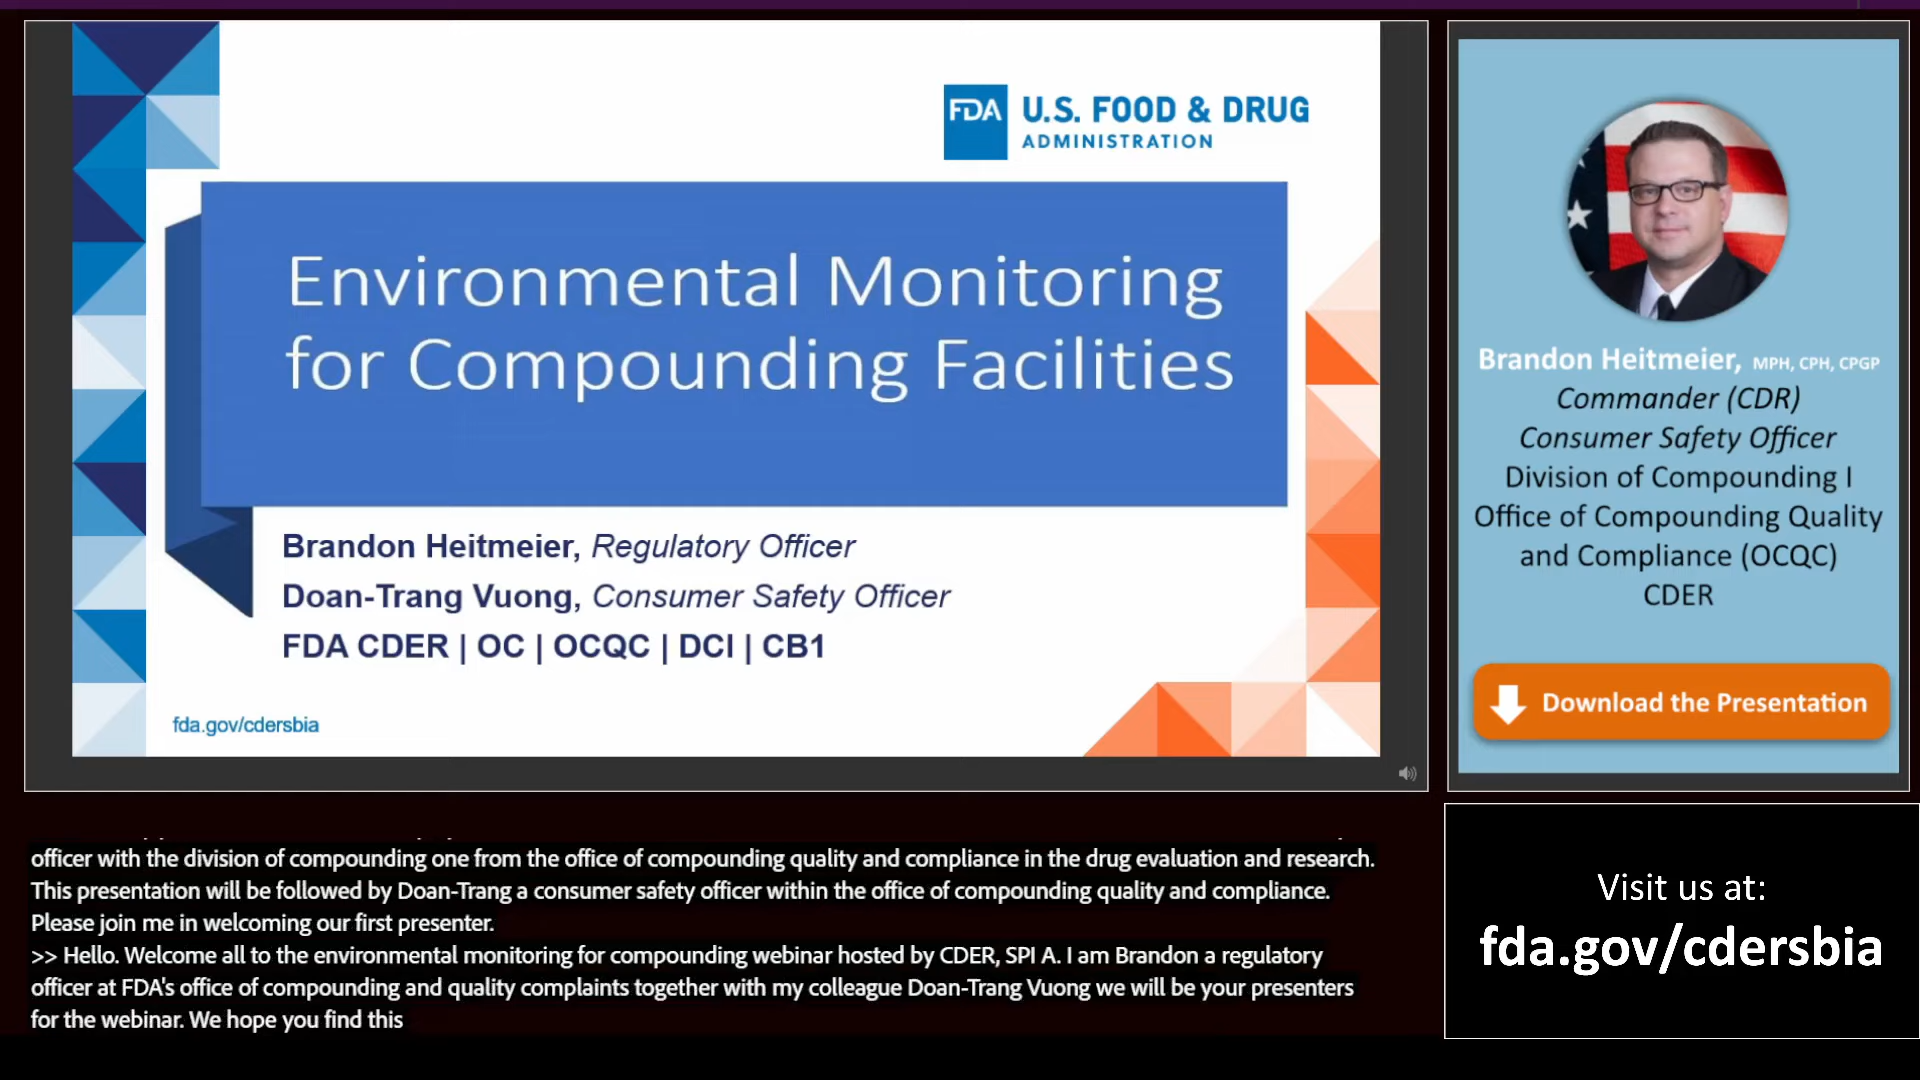 FDA
U.S. FOOD & DRUG
ADMINISTRATION
Environmental Monitoring
for Compounding Facilities
Brandon Heitmeier, Regulatory Officer
Doan-Trang Vuong, Consumer Safety Officer
FDA CDER | OC | OCQC | DCI | CB1
fda.gov/cdersbia
Brandon Heitmeier, MPH, CPH, CPGP
Commander (CDR)
Consumer Safety Officer
Division of Compounding I
Office of Compounding Quality
and Compliance (OCQC)
CDER
Download the Presentation
officer with the division of compounding one from the office of compounding quality and compliance in the drug evaluation and research.
This presentation will be followed by Doan-Trang a consumer safety officer within the office of compounding quality and compliance.
Please join me in welcoming our first presenter.
>> Hello. Welcome all to the environmental monitoring for compounding webinar hosted by CDER, SPI A. I am Brandon a regulatory
officer at FDA's office of compounding and quality complaints together with my colleague Doan-Trang Vuong we will be your presenters
for the webinar. We hope you find this
Visit us at:
fda.gov/cdersbia